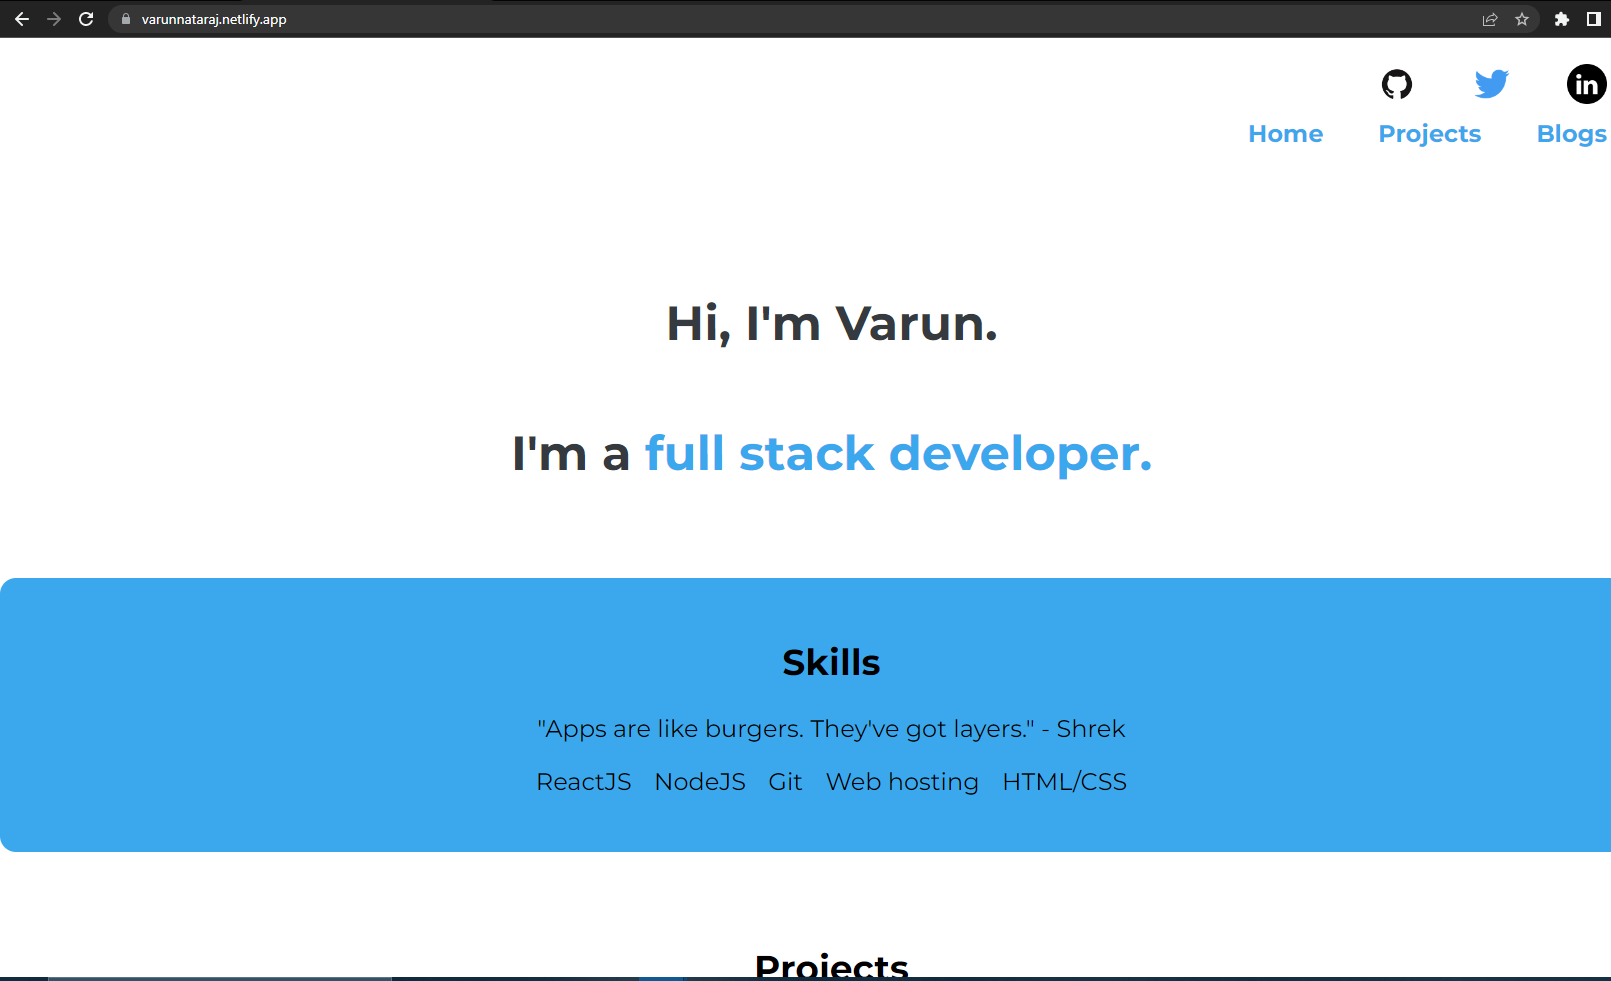 varunnataraj.netlify.app
in
Home Projects Blogs
Hi, I'm Varun.
I'm a full stack developer.
Skills
"Apps are like burgers. They've got layers." - Shrek
ReactJS NodeJS Git Web hosting HTML/CSS
Projects